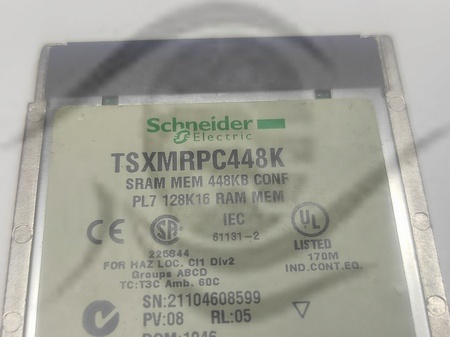 Schneider
Electric
TSXMRPC448K
SRAM MEM 448KB CONF
PL7 128K16 RAM MEM
CE SA IEC UL
61131-2
LISTED
225844
170M
FOR HAZ LOC. Cl1 Div2
IND.CONT.EQ.
Groups ABCD
TC:T3C Amb. 60C
SN:21104608599
PV:08 RL:05